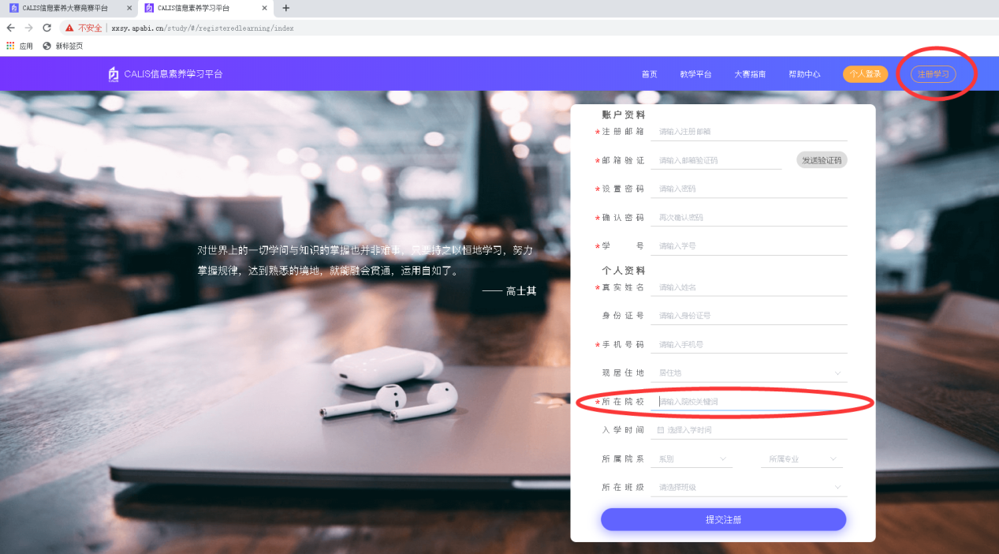 CALIS信息素养大赛竞赛平台 × CALIS信息素养学习平台 × +
不安全 xxsy.apabi.cn/study/#/registeredlearning/index
应用 新标签页
CALIS信息素养学习平台 首页 教学平台 大赛指南 帮助中心 个人登录 注册学习
对世界上的一切学问与知识的掌握也并非难事，只要持之以恒地学习，努力
掌握规律，达到熟悉的境地，就能融会贯通，运用自如了。
—— 高士其
账户资料
*注册邮箱 请输入注册邮箱
*邮箱验证 请输入邮箱验证码 发送验证码
*设置密码 请输入密码
*确认密码 再次确认密码
*学 号 请输入学号
个人资料
*真实姓名 请输入姓名
身份证号 请输入身份证号
*手机号码 请输入手机号
现居住地 居住地
*所在院校 请输入院校关键词
入学时间 选择入学时间
所属院系 系别 所属专业
所在班级 请选择班级
提交注册